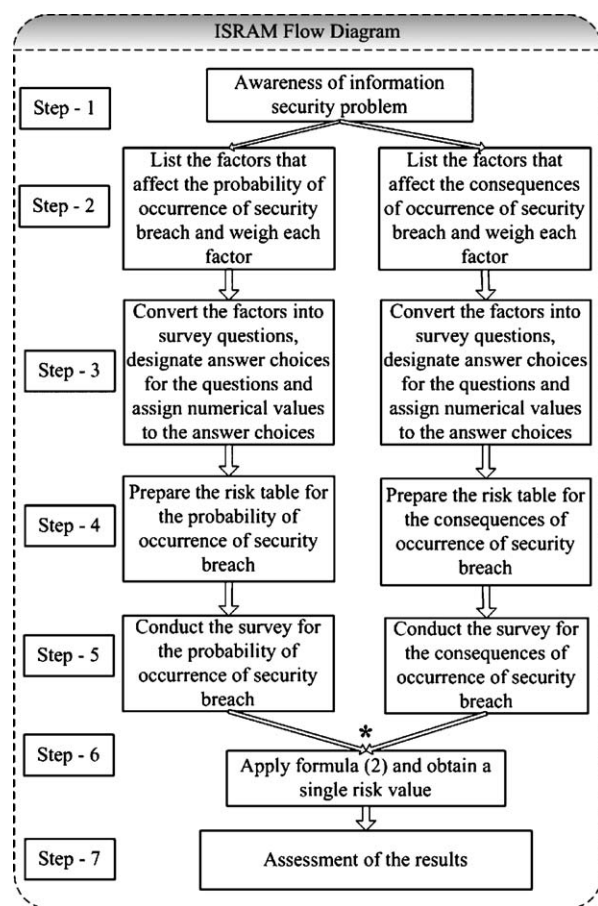 ISRAM Flow Diagram
Step - 1
Awareness of information
security problem
Step - 2
List the factors that
affect the probability of
occurrence of security
breach and weigh each
factor
List the factors that
affect the consequences
of occurrence of security
breach and weigh each
factor
Step - 3
Convert the factors into
survey questions,
designate answer choices
for the questions and
assign numerical values
to the answer choices
Convert the factors into
survey questions,
designate answer choices
for the questions and
assign numerical values
to the answer choices
Step - 4
Prepare the risk table for
the probability of
occurrence of security
breach
Prepare the risk table for
the consequences of
occurrence of security
breach
Step - 5
Conduct the survey for
the probability of
occurrence of security
breach
Conduct the survey for
the consequences of
occurrence of security
breach
*
Step - 6
Apply formula (2) and obtain a
single risk value
Step - 7
Assessment of the results